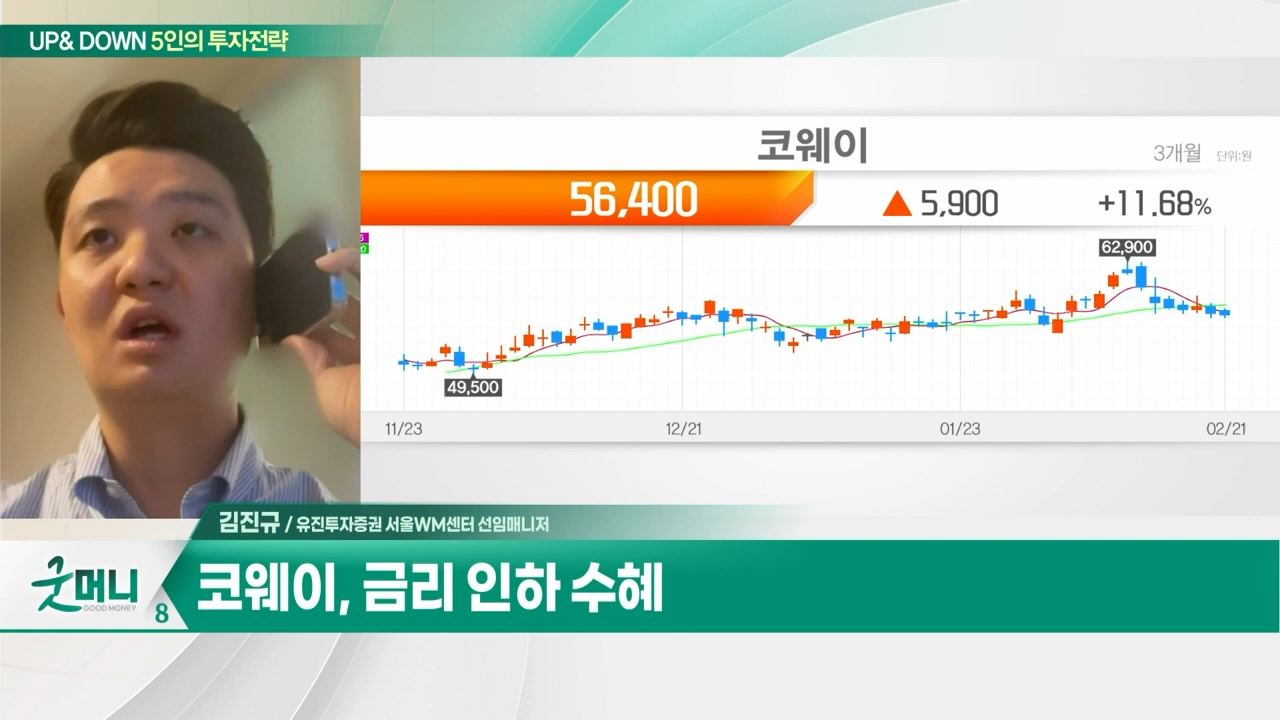 UP& DOWN 5인의 투자전략
코웨이
3개월 단위:원
56,400 ▲ 5,900 +11.68%
5
0
62,900
49,500
11/23 12/21 01/23 02/21
김진규 / 유진투자증권 서울WM센터 선임매니저
굿머니
GOOD MONEY
8
코웨이, 금리 인하 수혜